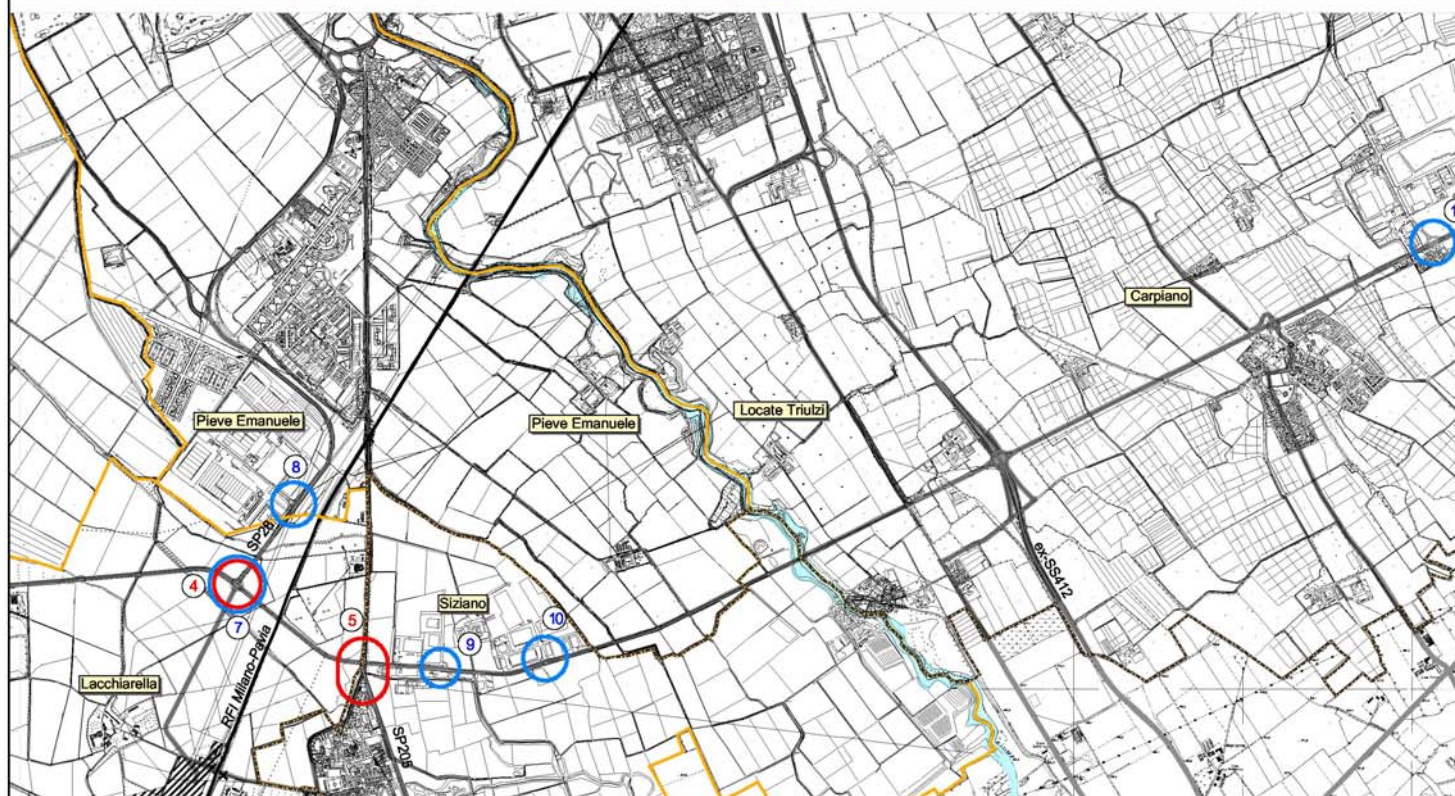 1
Carpiano
Pieve Emanuele
Pieve Emanuele
Locate Triulzi
8
SP28
ex-SS412
4
7
Siziano
5
9
10
RFI Milano-Pavia
Lacchiarella
SP205